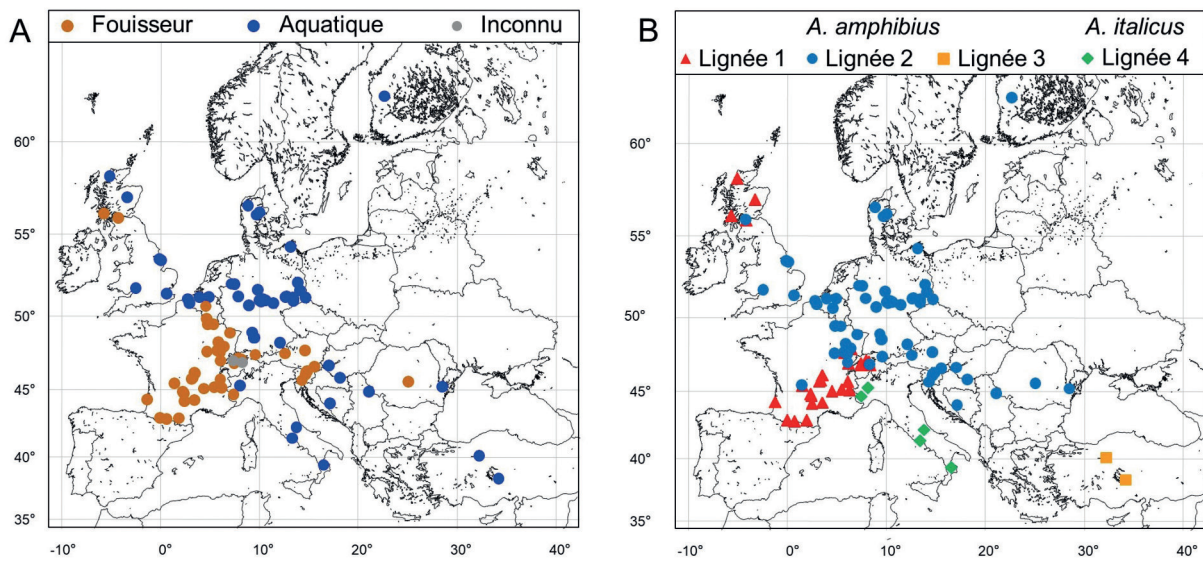 A
Fouisseur Aquatique Inconnu
60°
55°
50°
45°
40°
35°
-10° 0° 10° 20° 30° 40°
B
A. amphibius A. italicus
Lignée 1 Lignée 2 Lignée 3 Lignée 4
60°
55°
50°
45°
40°
35°
-10° 0° 10° 20° 30° 40°